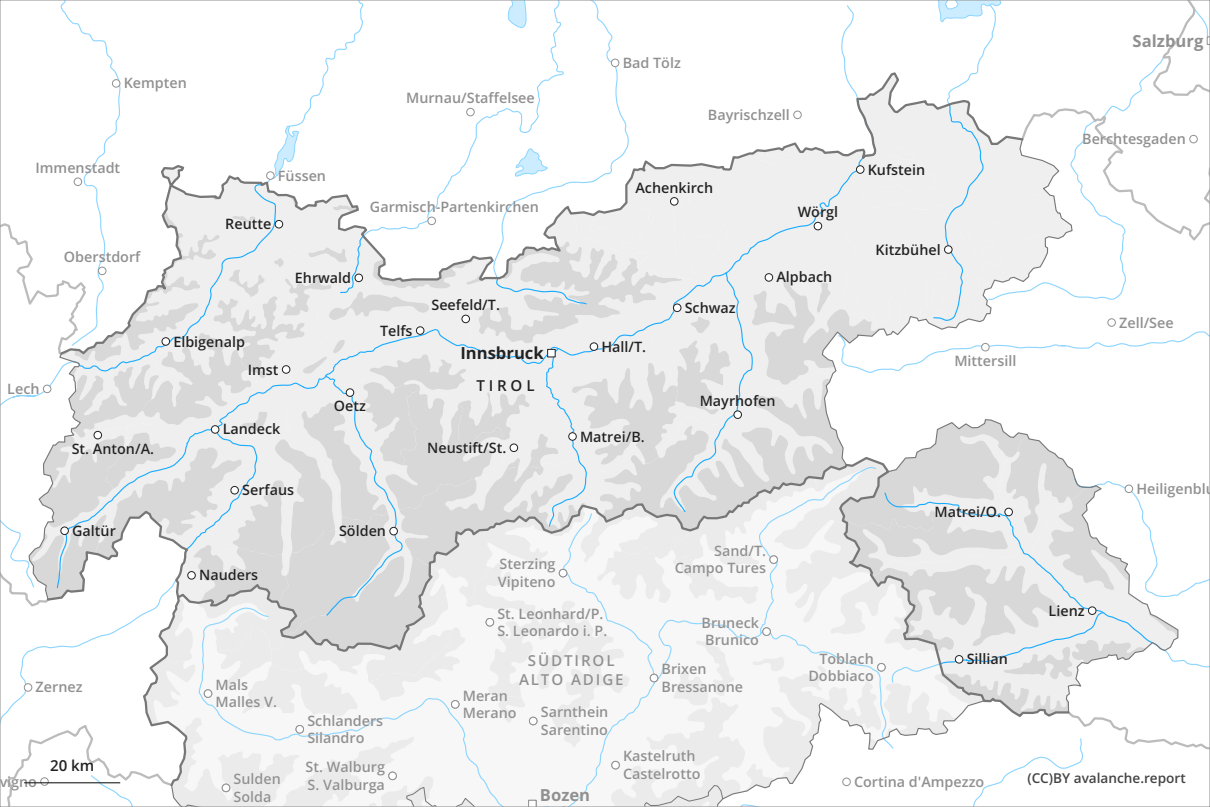 Salzburg
Bad Tölz
Kempten
Murnau/Staffelsee
Bayrischzell
Berchtesgaden
Immenstadt
Kufstein
Füssen
Achenkirch
Garmisch-Partenkirchen
Wörgl
Reutte
Kitzbühel
Oberstdorf
Ehrwald
Alpbach
Seefeld/T.
Schwaz
Zell/See
Telfs
Elbigenalp
Hall/T.
Innsbruck
Mittersill
Imst
TIROL
Lech
Oetz
Mayrhofen
Landeck
Matrei/B.
St. Anton/A.
Neustift/St.
Serfaus
Heiligenblu
Matrei/O.
Galtür
Sölden
Sand/T.
Campo Tures
Sterzing
Vipiteno
Nauders
Lienz
St. Leonhard/P.
S. Leonardo i. P.
Bruneck
Brunico
SÜDTIROL
ALTO ADIGE
Toblach
Dobbiaco
Sillian
Brixen
Bressanone
Zernez
Mals
Malles V.
Meran
Merano
Sarnthein
Sarentino
Schlanders
Silandro
Kastelruth
Castelrotto
20 km
St. Walburg
S. Valburga
vigno
Sulden
Solda
Cortina d'Ampezzo
(CC)BY avalanche.report
Bozen